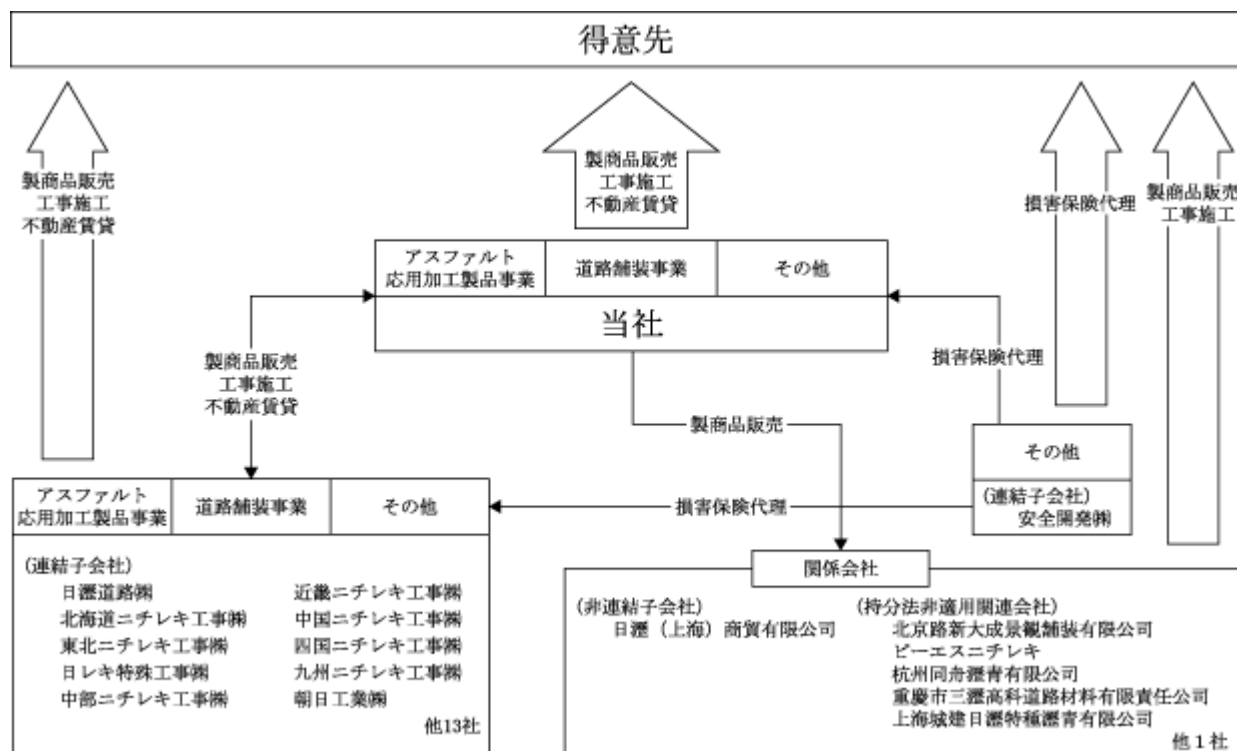 得意先
製商品販売
工事施工
不動産賃貸
製商品販売
工事施工
不動産賃貸
損害保険代理
製商品販売
工事施工
アスファルト
応用加工製品事業
道路舗装事業
その他
当社
製商品販売
工事施工
不動産賃貸
損害保険代理
製商品販売
その他
(連結子会社)
安全開発㈱
アスファルト
応用加工製品事業
道路舗装事業
その他
損害保険代理
(連結子会社)
日瀝道路㈱
北海道ニチレキ工事㈱
東北ニチレキ工事㈱
日レキ特殊工事㈱
中部ニチレキ工事㈱
近畿ニチレキ工事㈱
中国ニチレキ工事㈱
四国ニチレキ工事㈱
九州ニチレキ工事㈱
朝日工業㈱
他13社
関係会社
(非連結子会社)
日瀝（上海）商貿有限公司
(持分法非適用関連会社)
北京路新大成景観舗装有限公司
ピーエスニチレキ
杭州同舟瀝青有限公司
重慶市三瀝高科道路材料有限責任公司
上海城建日瀝特種瀝青有限公司
他１社